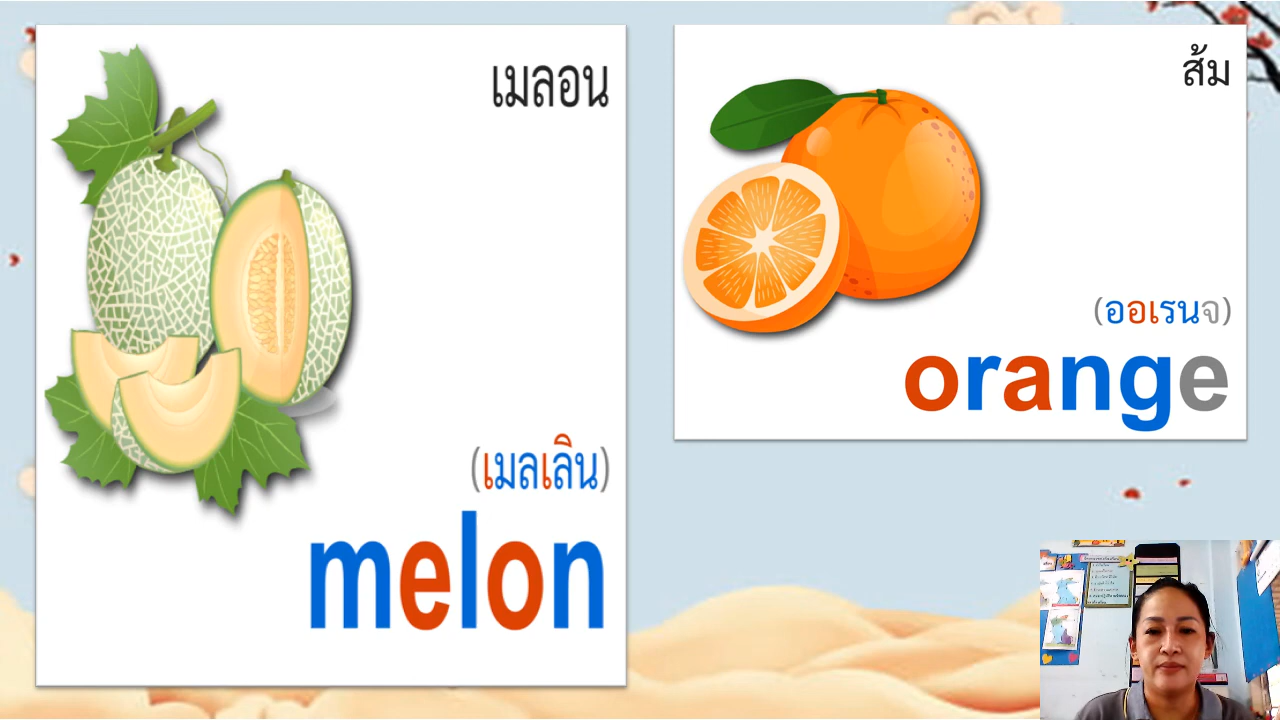 เมลอน
(เมลเลิน)
melon
ส้ม
(ออเรนจ)
orange